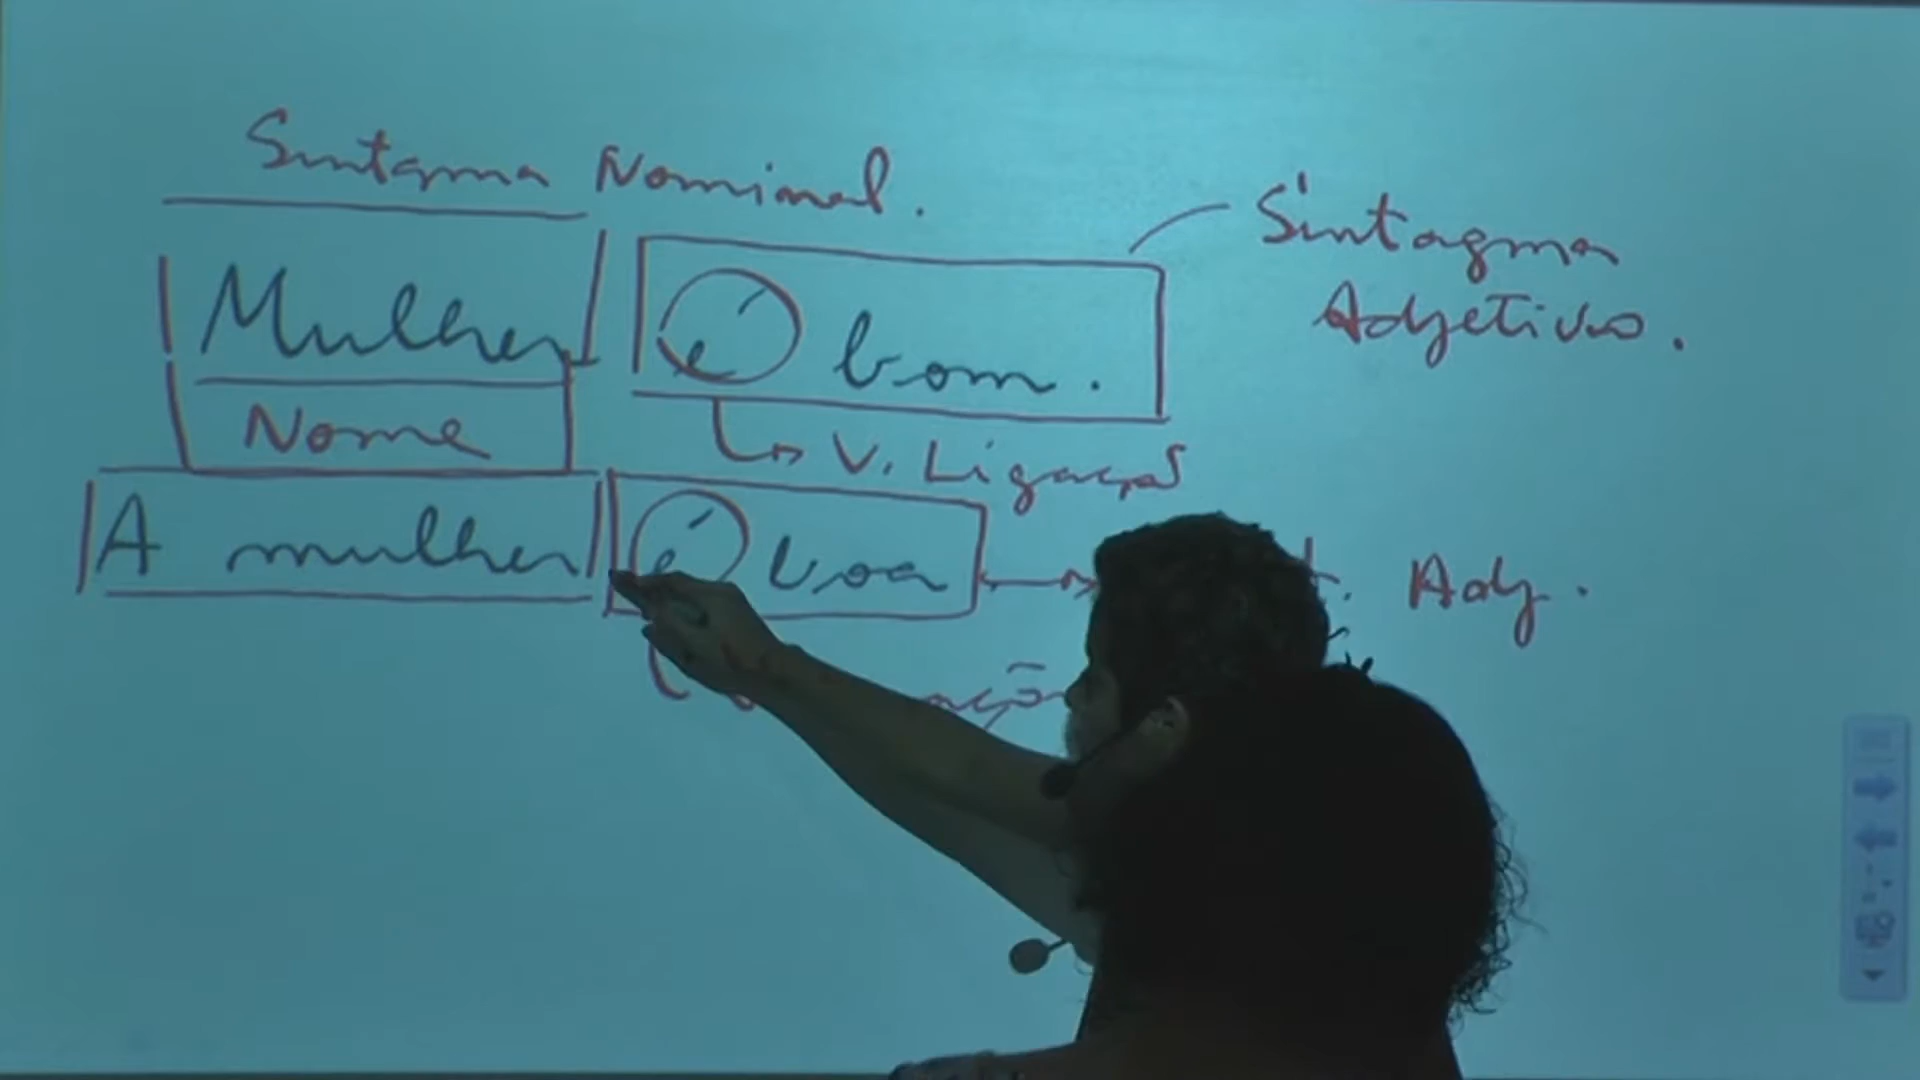 Sintagma Nominal.
Sintagma
Adjetivo.
Mulher é bom.
Nome
V. Ligação
A mulher é boa
Adj.